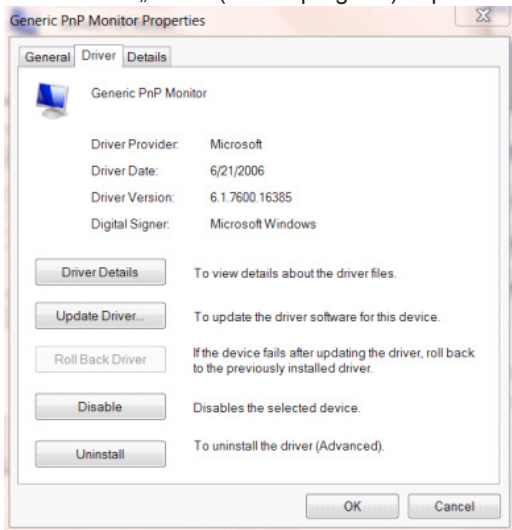 Generic PnP Monitor Properties
General Driver Details
Generic PnP Monitor
Driver Provider: Microsoft
Driver Date: 6/21/2006
Driver Version: 6.1.7600.16385
Digital Signer: Microsoft Windows
Driver Details To view details about the driver files.
Update Driver... To update the driver software for this device.
Roll Back Driver If the device fails after updating the driver, roll back
to the previously installed driver.
Disable Disables the selected device.
Uninstall To uninstall the driver (Advanced).
OK Cancel